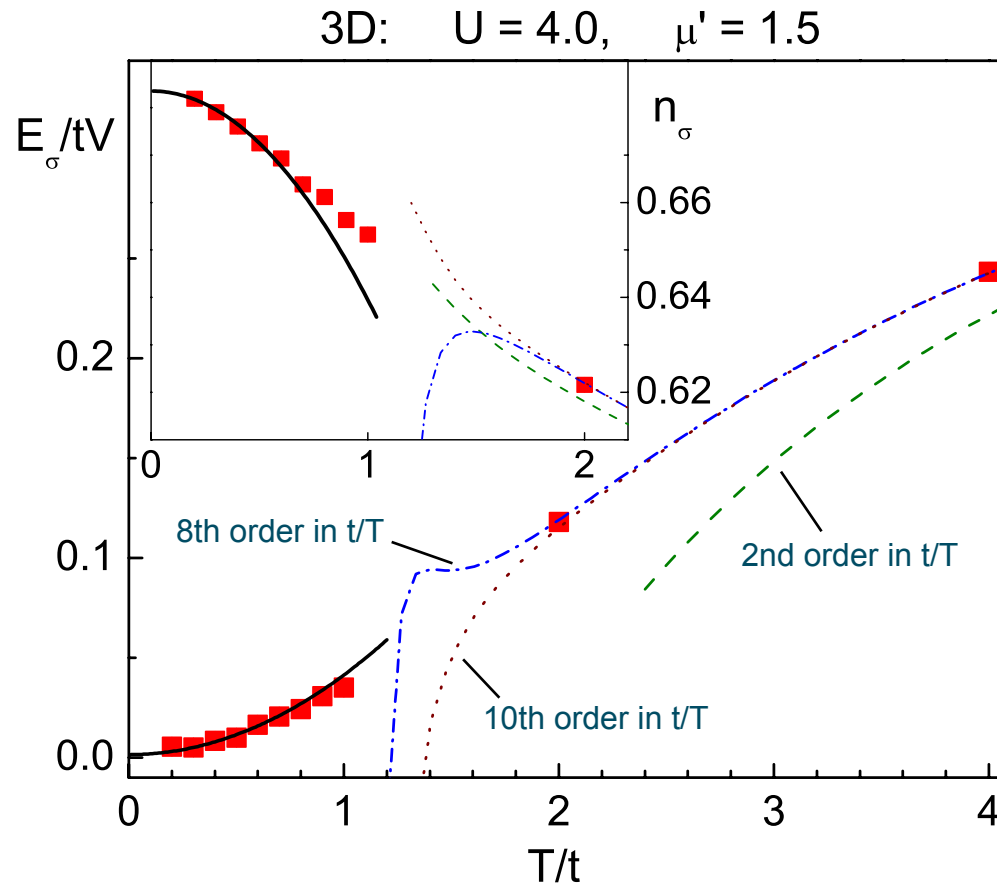 3D: U = 4.0, μ' = 1.5
E_σ/tV
n_σ
0.66
0.64
0.62
0.2
0.1
0.0
0 1 2
8th order in t/T
2nd order in t/T
10th order in t/T
0 1 2 3 4
T/t